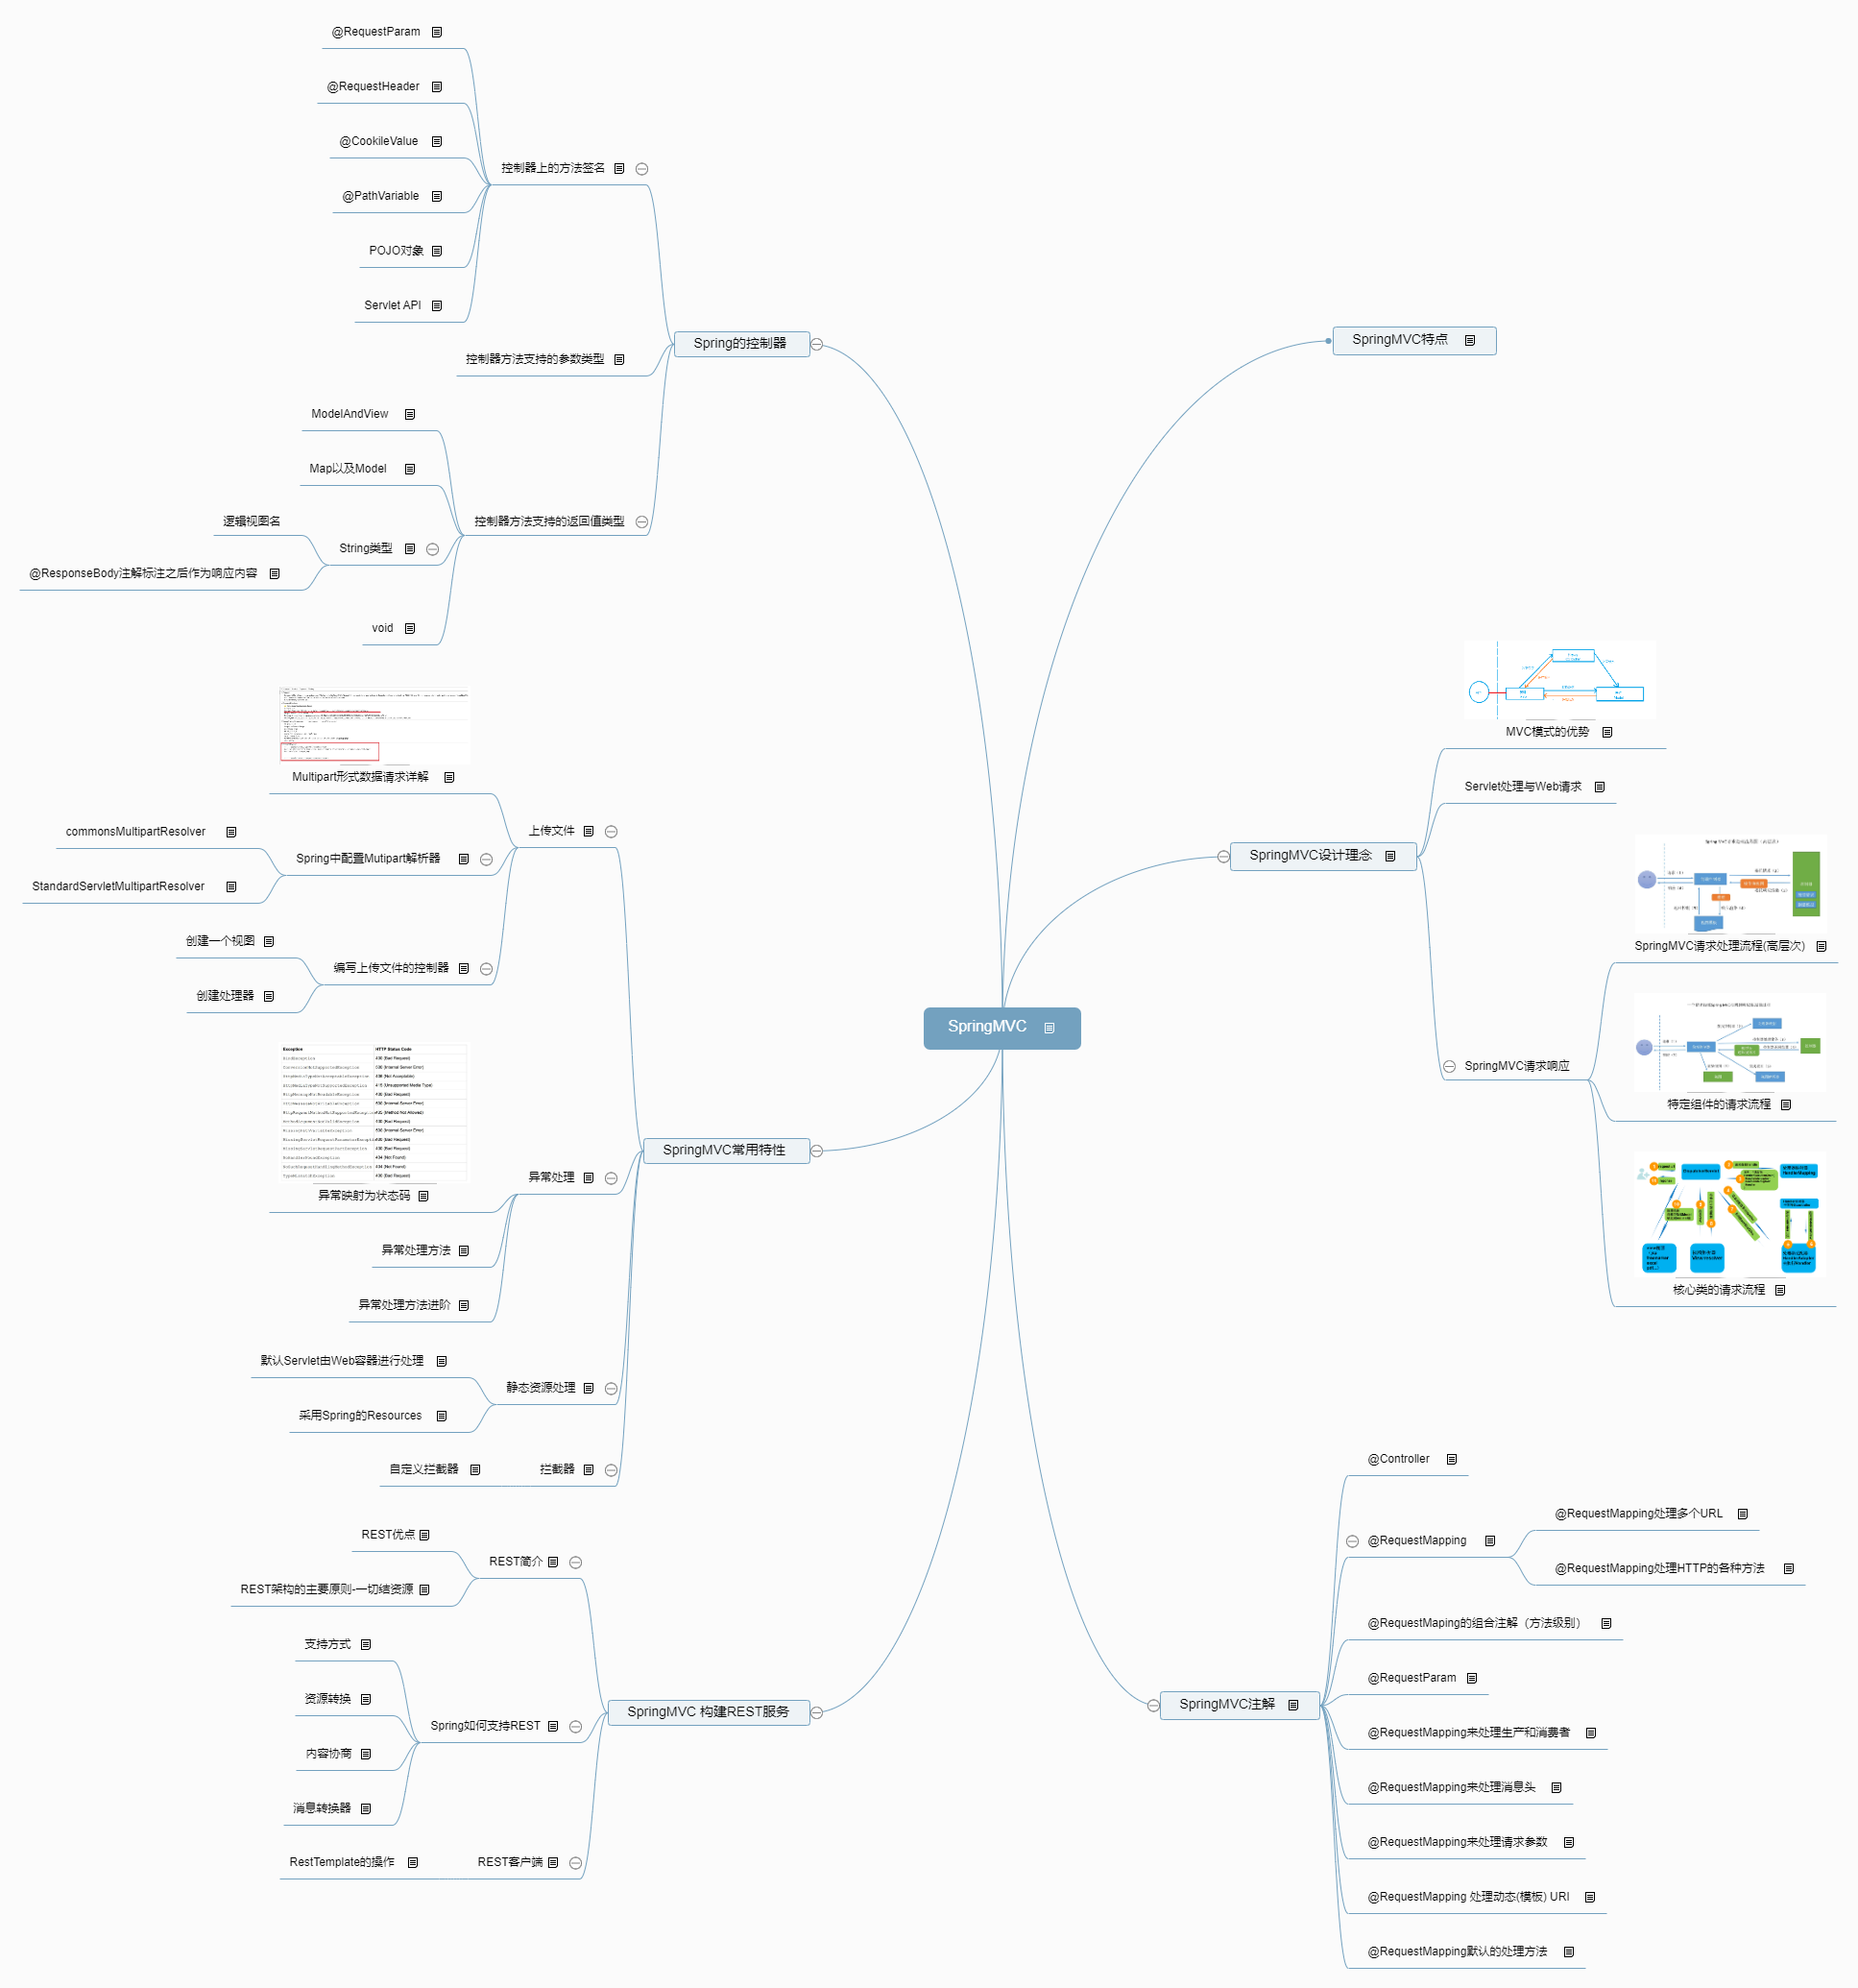 SpringMVC
SpringMVC特点
SpringMVC设计理念
MVC模式的优势
Servlet处理与Web请求
SpringMVC请求响应
SpringMVC请求处理流程(高层次)
特定组件的请求流程
核心类的请求流程
SpringMVC注解
@Controller
@RequestMapping
@RequestMapping处理多个URL
@RequestMapping处理HTTP的各种方法
@RequestMaping的组合注解（方法级别）
@RequestParam
@RequestMapping来处理生产和消费者
@RequestMapping来处理消息头
@RequestMapping来处理请求参数
@RequestMapping 处理动态(模板) URI
@RequestMapping默认的处理方法
Spring的控制器
控制器上的方法签名
@RequestParam
@RequestHeader
@CookileValue
@PathVariable
POJO对象
Servlet API
控制器方法支持的参数类型
控制器方法支持的返回值类型
ModelAndView
Map以及Model
String类型
逻辑视图名
@ResponseBody注解标注之后作为响应内容
void
SpringMVC常用特性
上传文件
Multipart形式数据请求详解
Spring中配置Mutipart解析器
commonsMultipartResolver
StandardServletMultipartResolver
编写上传文件的控制器
创建一个视图
创建处理器
异常处理
Exception
HTTP Status Code
异常映射为状态码
异常处理方法
异常处理方法进阶
静态资源处理
默认Servlet由Web容器进行处理
采用Spring的Resources
拦截器
自定义拦截器
SpringMVC 构建REST服务
REST简介
REST优点
REST架构的主要原则-一切结资源
Spring如何支持REST
支持方式
资源转换
内容协商
消息转换器
REST客户端
RestTemplate的操作